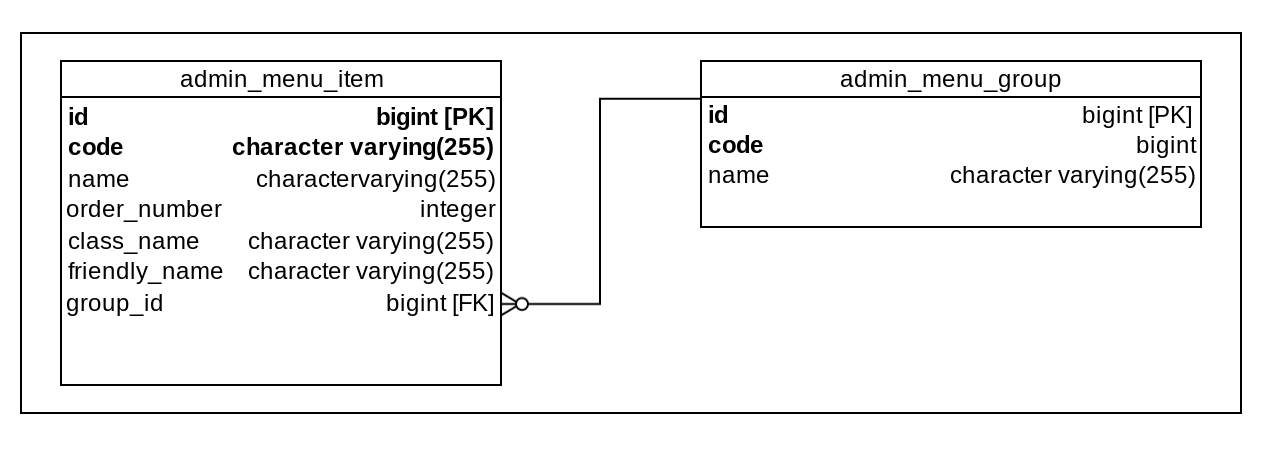 admin_menu_item
id bigint [PK]
code character varying(255)
name charactervarying(255)
order_number integer
class_name character varying(255)
friendly_name character varying(255)
group_id bigint [FK]
admin_menu_group
id bigint [PK]
code bigint
name character varying(255)